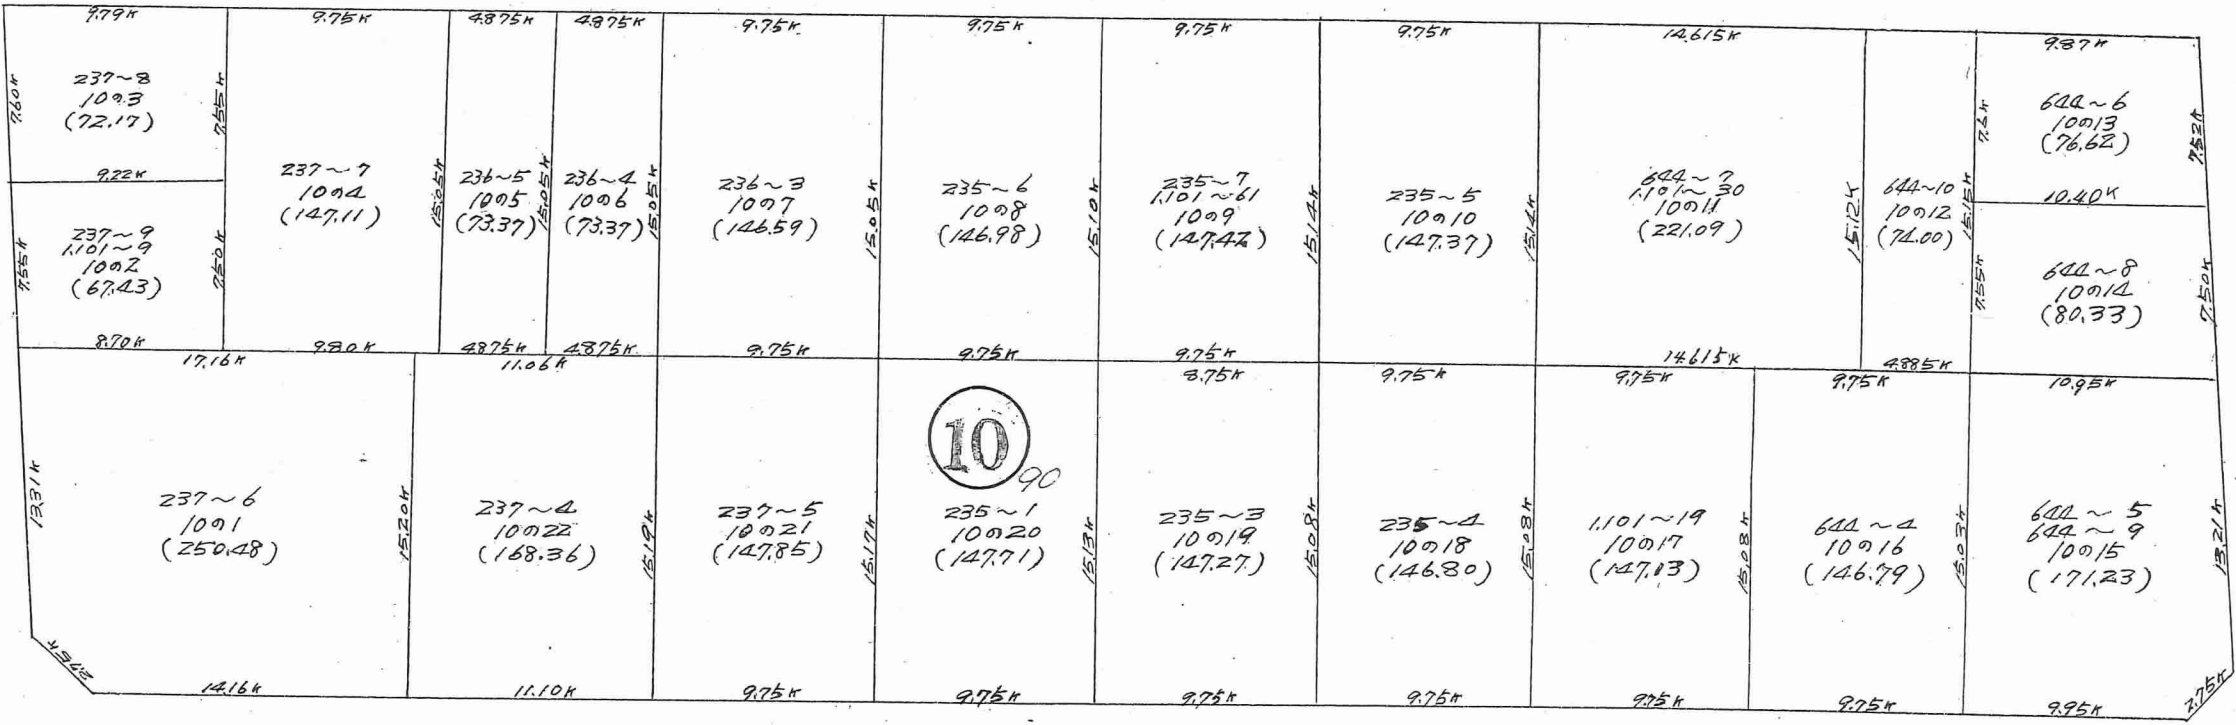 9.79K
9.75K
4.875K
4.875K
9.75K
9.75K
9.75K
9.75K
14.615K
9.87K
7.60K
237~8
10の3
(72.17)
7.55K
9.22K
7.55K
237~9
1,101~9
10の2
(67.43)
7.50K
8.70K
237~7
10の4
(147.11)
15.05K
9.80K
236~5
10の5
(73.37)
15.05K
4.875K
236~4
10の6
(73.37)
15.05K
4.875K
236~3
10の7
(146.59)
15.05K
9.75K
235~6
10の8
(146.98)
15.10K
9.75K
235~7
1,101~61
10の9
(147.42)
15.14K
9.75K
235~5
10の10
(147.37)
15.14K
644~7
1,101~30
10の11
(221.09)
15.12K
14.615K
644~10
10の12
(74.00)
15.15K
4.885K
7.6K
644~6
10の13
(76.62)
7.52K
10.40K
7.55K
644~8
10の14
(80.33)
7.50K
17.16K
11.06K
8.75K
9.75K
9.75K
9.75K
10.95K
13.31K
237~6
10の1
(250.48)
15.20K
237~4
10の22
(168.36)
15.19K
237~5
10の21
(147.85)
15.17K
10
90
235~1
10の20
(147.71)
15.13K
235~3
10の19
(147.27)
15.08K
235~4
10の18
(146.80)
15.08K
1,101~19
10の17
(147.03)
15.08K
644~4
10の16
(146.79)
15.03K
644~5
644~9
10の15
(171.23)
13.21K
2.75K
14.16K
11.10K
9.75K
9.75K
9.75K
9.75K
9.75K
9.75K
9.95K
2.75K